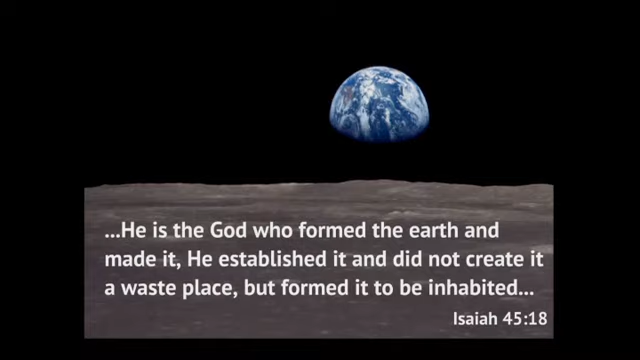 ...He is the God who formed the earth and
made it, He established it and did not create it
a waste place, but formed it to be inhabited...
Isaiah 45:18